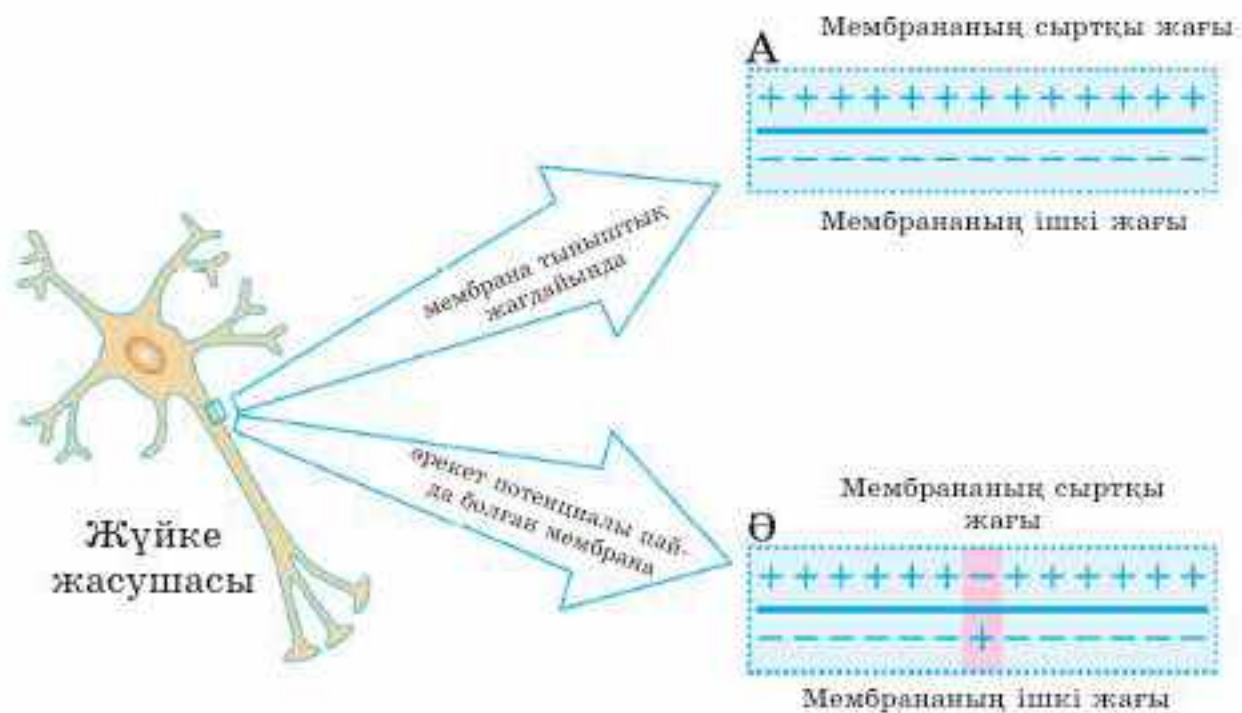 А
Мембрананың сыртқы жағы
+ + + + + + + + + + + + +
− − − − − − − − − − − − −
Мембрананың ішкі жағы
мембрана тыныштық
жағдайында
Жүйке
жасушасы
әрекет потенциалы пай-
да болған мембрана
Мембрананың сыртқы
жағы
Ә
+ + + + + + − + + + + + +
− − − − − − + − − − − − −
Мембрананың ішкі жағы